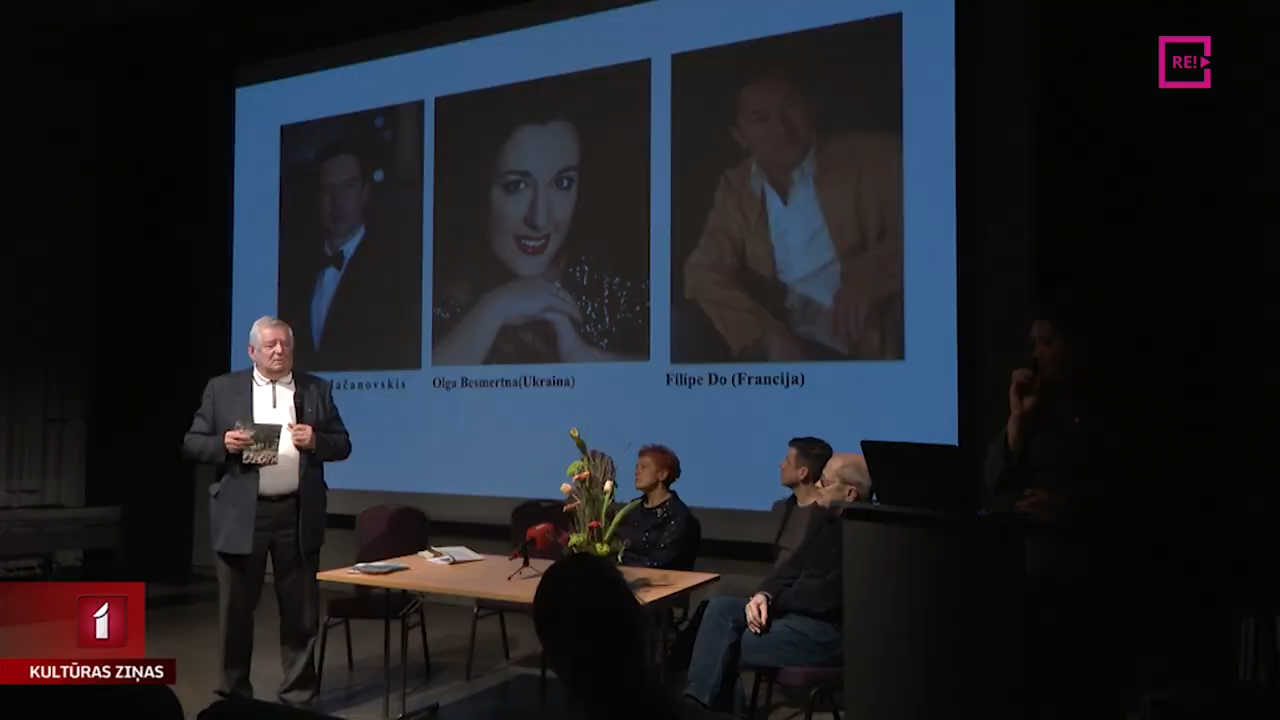 RE!
Olga Besmertna(Ukraina)
Filipe Do (Francija)
1
KULTŪRAS ZIŅAS